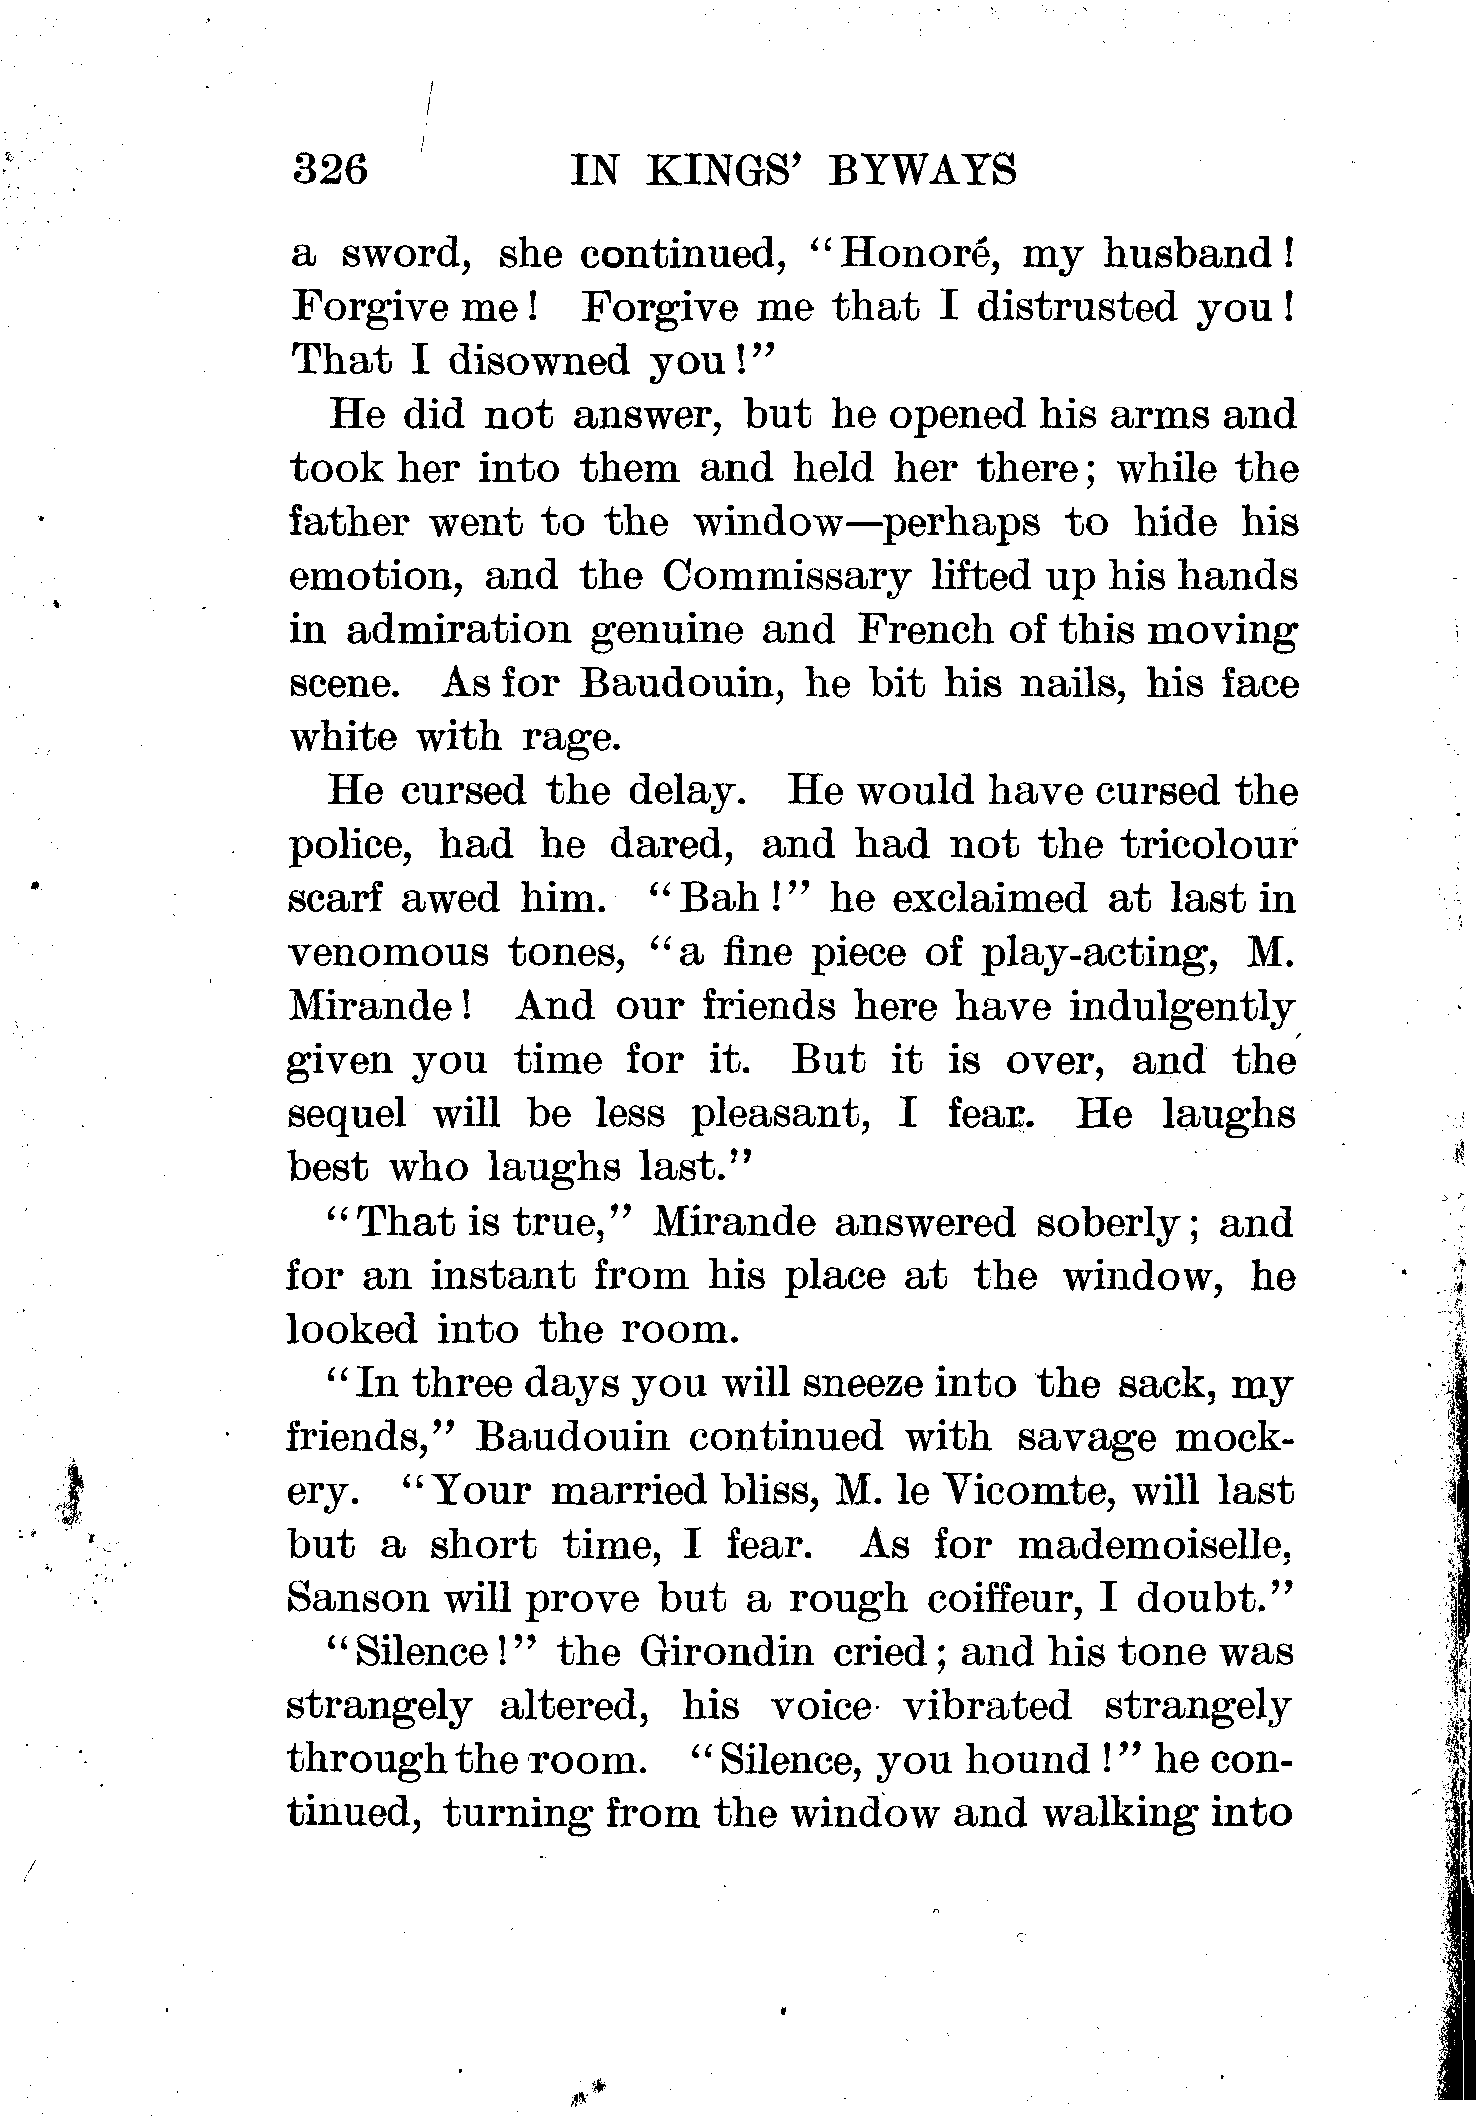 326 IN KINGS' BYWAYS
a sword, she continued, "Honoré, my husband!
Forgive me! Forgive me that I distrusted you!
That I disowned you!"
He did not answer, but he opened his arms and
took her into them and held her there; while the
father went to the window—perhaps to hide his
emotion, and the Commissary lifted up his hands
in admiration genuine and French of this moving
scene. As for Baudouin, he bit his nails, his face
white with rage.
He cursed the delay. He would have cursed the
police, had he dared, and had not the tricolour
scarf awed him. "Bah!" he exclaimed at last in
venomous tones, "a fine piece of play-acting, M.
Mirande! And our friends here have indulgently
given you time for it. But it is over, and the
sequel will be less pleasant, I fear. He laughs
best who laughs last."
"That is true," Mirande answered soberly; and
for an instant from his place at the window, he
looked into the room.
"In three days you will sneeze into the sack, my
friends," Baudouin continued with savage mock-
ery. "Your married bliss, M. le Vicomte, will last
but a short time, I fear. As for mademoiselle,
Sanson will prove but a rough coiffeur, I doubt."
"Silence!" the Girondin cried; and his tone was
strangely altered, his voice vibrated strangely
through the room. "Silence, you hound!" he con-
tinued, turning from the window and walking into